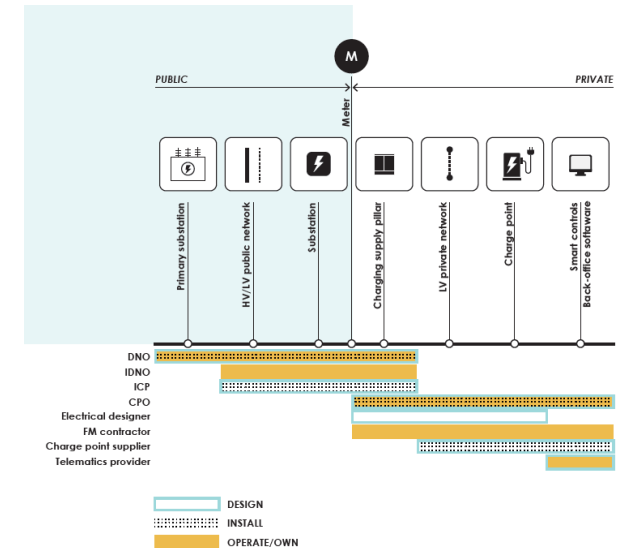 M
PUBLIC
PRIVATE
Meter
Primary substation
HV/LV public network
Substation
Charging supply pillar
LV private network
Charge point
Smart controls
Back-office softaware
DNO
IDNO
ICP
CPO
Electrical designer
FM contractor
Charge point supplier
Telematics provider
DESIGN
INSTALL
OPERATE/OWN